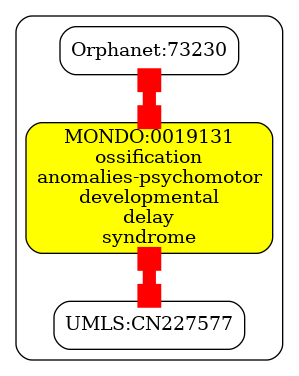 Orphanet:73230
MONDO:0019131
ossification
anomalies-psychomotor
developmental
delay
syndrome
UMLS:CN227577